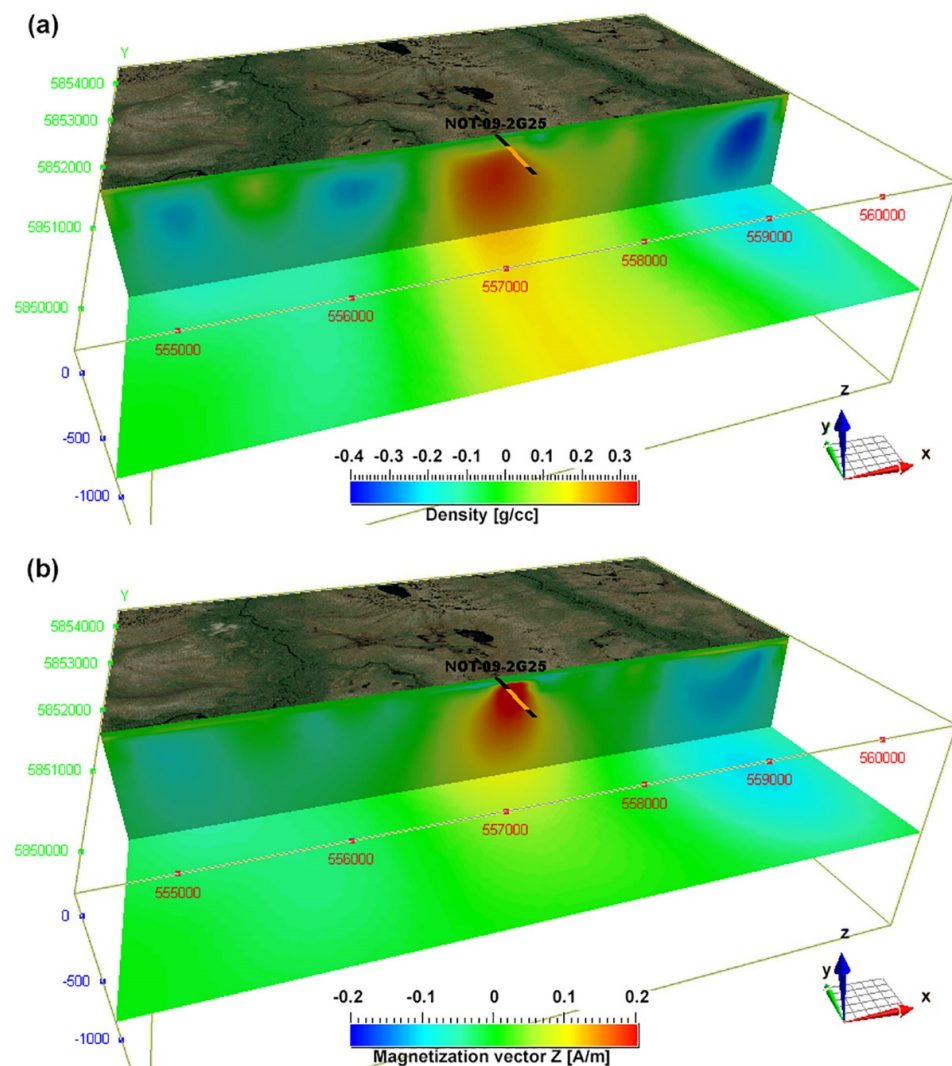 (a)
Y
5854000
5853000
NOT-09-2G25
5852000
5851000
560000
559000
558000
557000
5850000
556000
555000
0
z
-500
y
x
-0.4 -0.3 -0.2 -0.1 0 0.1 0.2 0.3
-1000
Density [g/cc]
(b)
Y
5854000
5853000
NOT-09-2G25
5852000
5851000
560000
559000
558000
557000
5850000
556000
555000
0
z
-500
y
x
-0.2 -0.1 0 0.1 0.2
-1000
Magnetization vector Z [A/m]